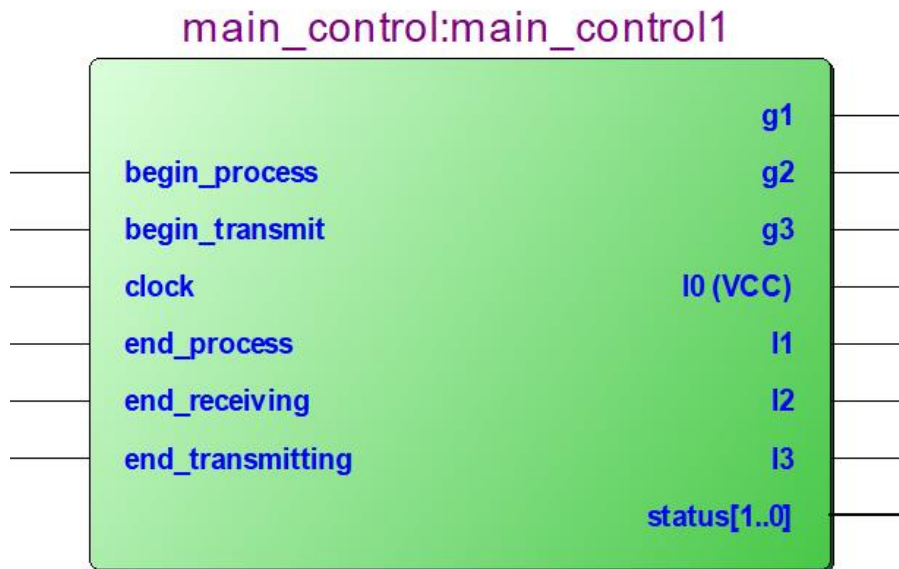 main_control:main_control1
g1
begin_process g2
begin_transmit g3
clock l0 (VCC)
end_process l1
end_receiving l2
end_transmitting l3
status[1..0]